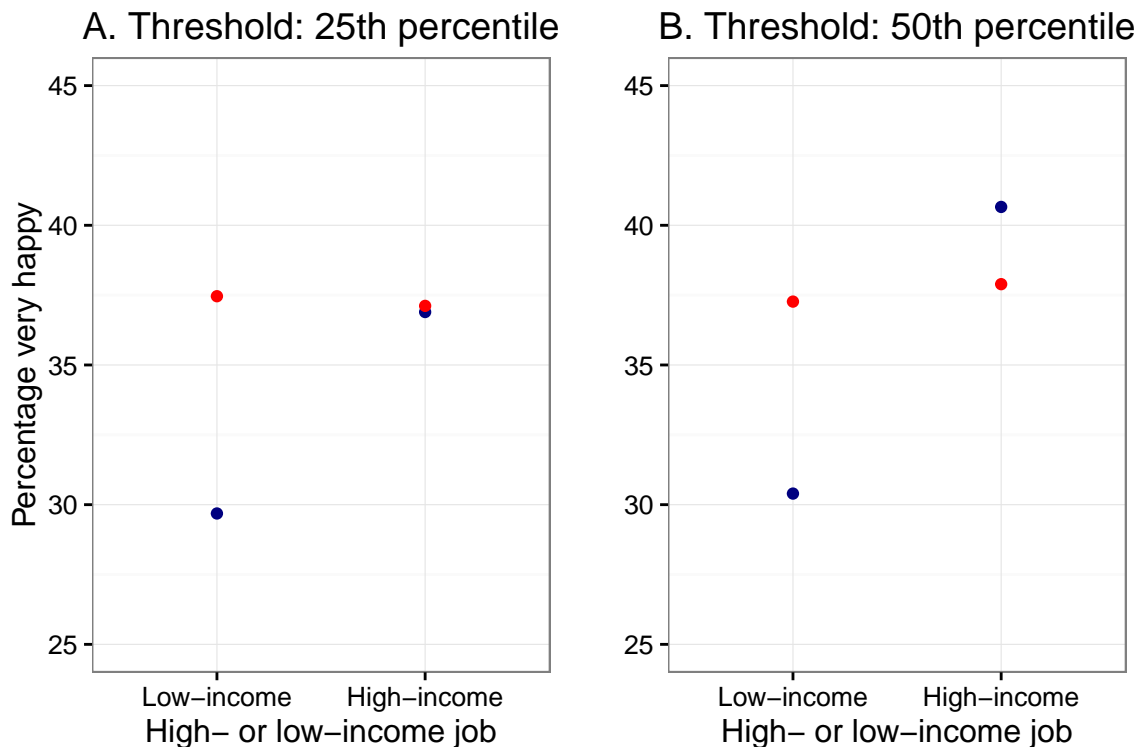 A. Threshold: 25th percentile
45
40
35
30
25
Percentage very happy
Low−income High−income
High− or low−income job
B. Threshold: 50th percentile
45
40
35
30
25
Low−income High−income
High− or low−income job